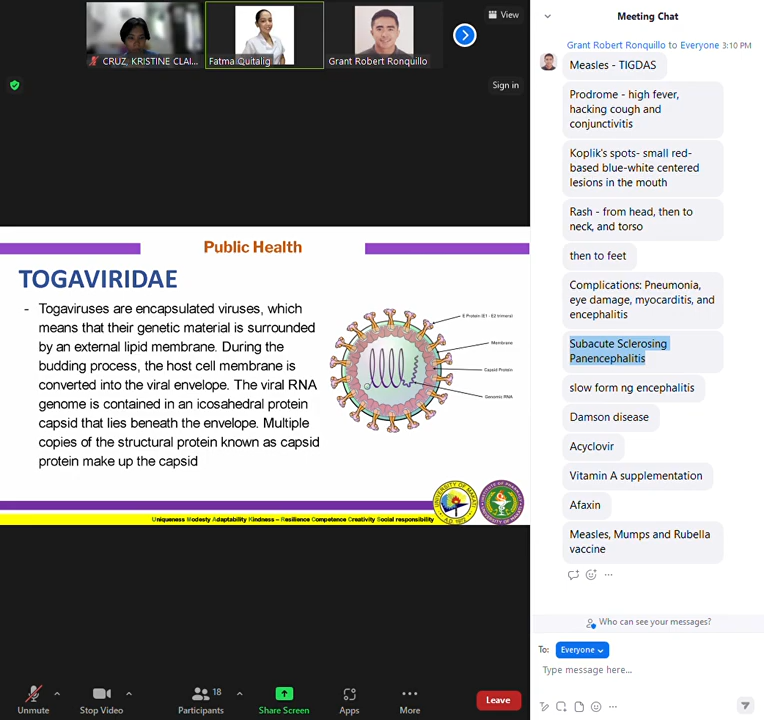 View
CRUZ, KRISTINE CLAI...
Fatma Quitalig
Grant Robert Ronquillo
Sign in
Public Health
TOGAVIRIDAE
- Togaviruses are encapsulated viruses, which
means that their genetic material is surrounded
by an external lipid membrane. During the
budding process, the host cell membrane is
converted into the viral envelope. The viral RNA
genome is contained in an icosahedral protein
capsid that lies beneath the envelope. Multiple
copies of the structural protein known as capsid
protein make up the capsid
E Protein (E1 - E2 trimers)
Membrane
Capsid Protein
Genomic RNA
Uniqueness Modesty Adaptability Kindness – Resilience Competence Creativity Social responsibility
Unmute
Stop Video
Participants
18
Share Screen
Apps
More
Leave
Meeting Chat
Grant Robert Ronquillo to Everyone 3:10 PM
Measles - TIGDAS
Prodrome - high fever,
hacking cough and
conjunctivitis
Koplik's spots- small red-
based blue-white centered
lesions in the mouth
Rash - from head, then to
neck, and torso
then to feet
Complications: Pneumonia,
eye damage, myocarditis, and
encephalitis
Subacute Sclerosing
Panencephalitis
slow form ng encephalitis
Damson disease
Acyclovir
Vitamin A supplementation
Afaxin
Measles, Mumps and Rubella
vaccine
Who can see your messages?
To: Everyone
Type message here...